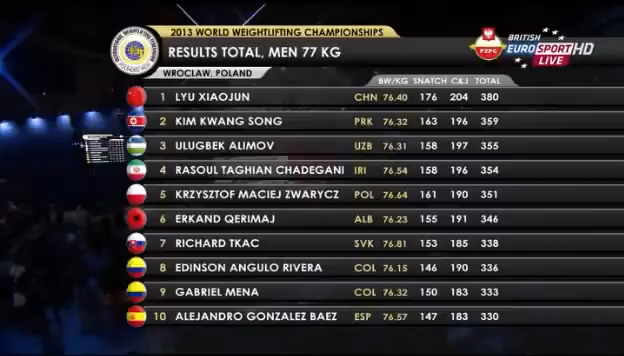 2013 WORLD WEIGHTLIFTING CHAMPIONSHIPS
RESULTS TOTAL, MEN 77 KG
WROCLAW, POLAND
PZPC
BRITISH
EUROSPORT HD
LIVE
BW/KG SNATCH C&J TOTAL
1 LYU XIAOJUN CHN 76.40 176 204 380
2 KIM KWANG SONG PRK 76.32 163 196 359
3 ULUGBEK ALIMOV UZB 76.31 158 197 355
4 RASOUL TAGHIAN CHADEGANI IRI 76.54 158 196 354
5 KRZYSZTOF MACIEJ ZWARYCZ POL 76.64 161 190 351
6 ERKAND QERIMAJ ALB 76.23 155 191 346
7 RICHARD TKAC SVK 76.81 153 185 338
8 EDINSON ANGULO RIVERA COL 76.15 146 190 336
9 GABRIEL MENA COL 76.32 150 183 333
10 ALEJANDRO GONZALEZ BAEZ ESP 76.57 147 183 330